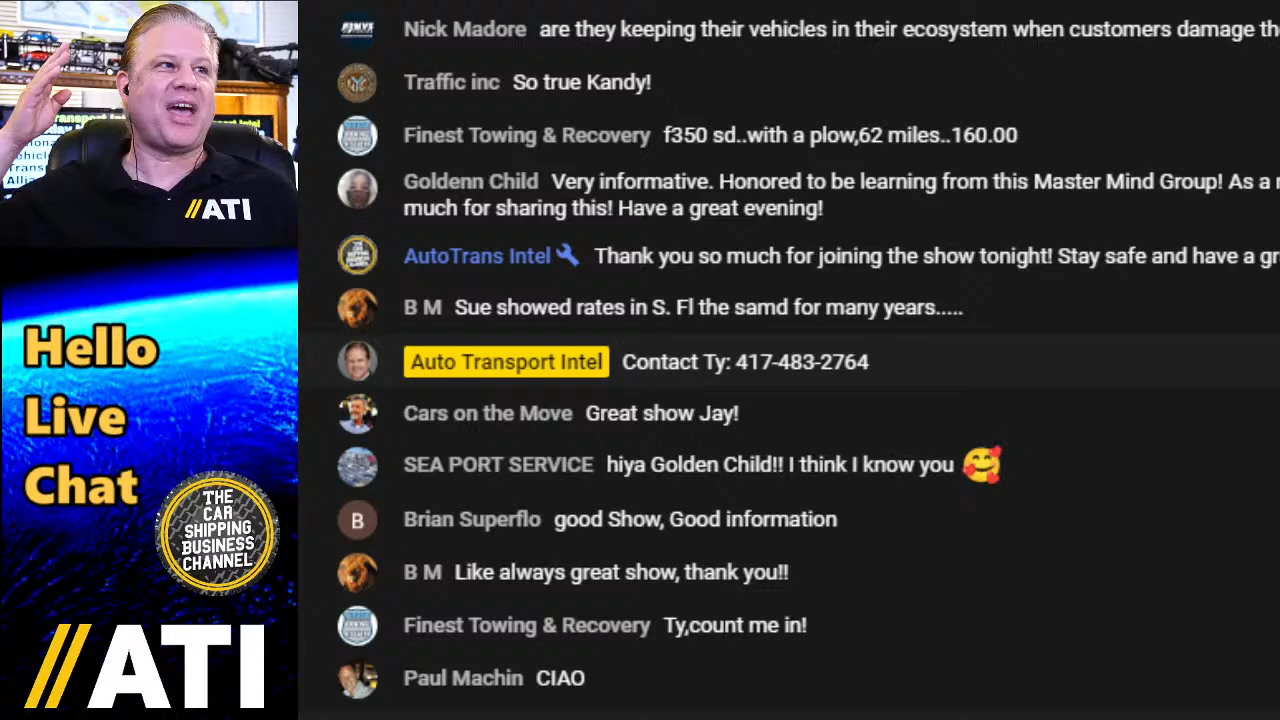 Nick Madore are they keeping their vehicles in their ecosystem when customers damage
Traffic inc So true Kandy!
Finest Towing & Recovery f350 sd..with a plow,62 miles..160.00
Goldenn Child Very informative. Honored to be learning from this Master Mind Group! As a
much for sharing this! Have a great evening!
AutoTrans Intel Thank you so much for joining the show tonight! Stay safe and have a
B M Sue showed rates in S. Fl the samd for many years.....
Auto Transport Intel Contact Ty: 417-483-2764
Cars on the Move Great show Jay!
SEA PORT SERVICE hiya Golden Child!! I think I know you 🥰
B
Brian Superflo good Show, Good information
B M Like always great show, thank you!!
Finest Towing & Recovery Ty,count me in!
Paul Machin CIAO
//ATI
Hello
Live
Chat
THE
CAR
SHIPPING
BUSINESS
CHANNEL
//ATI